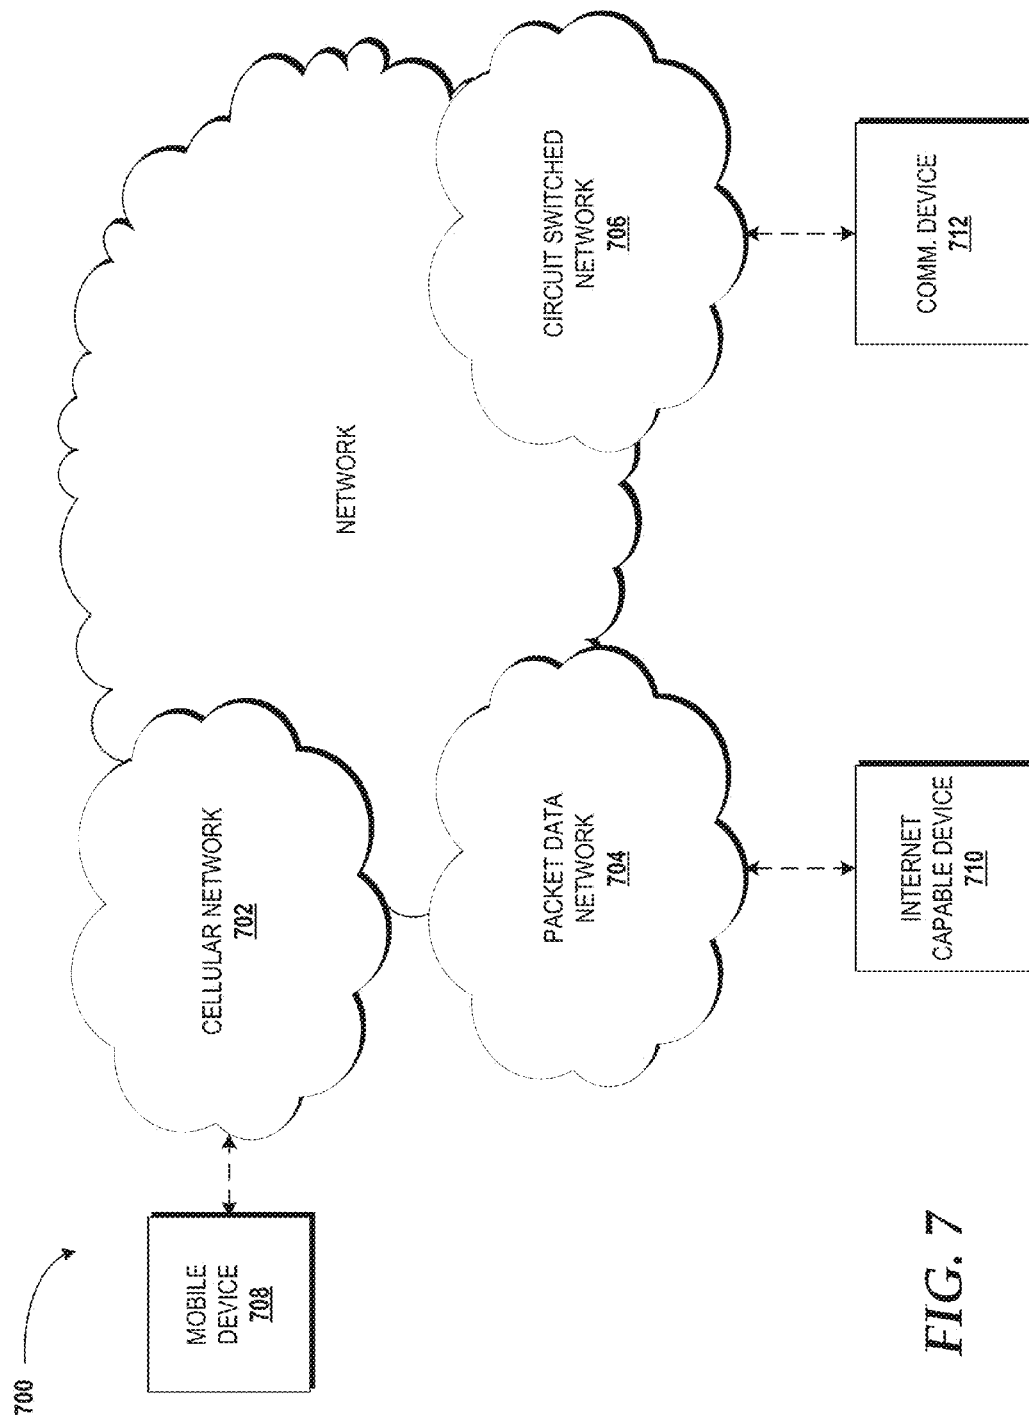 700
MOBILE
DEVICE
708
CELLULAR NETWORK
702
NETWORK
PACKET DATA
NETWORK
704
CIRCUIT SWITCHED
NETWORK
706
INTERNET
CAPABLE DEVICE
710
COMM. DEVICE
712
FIG. 7